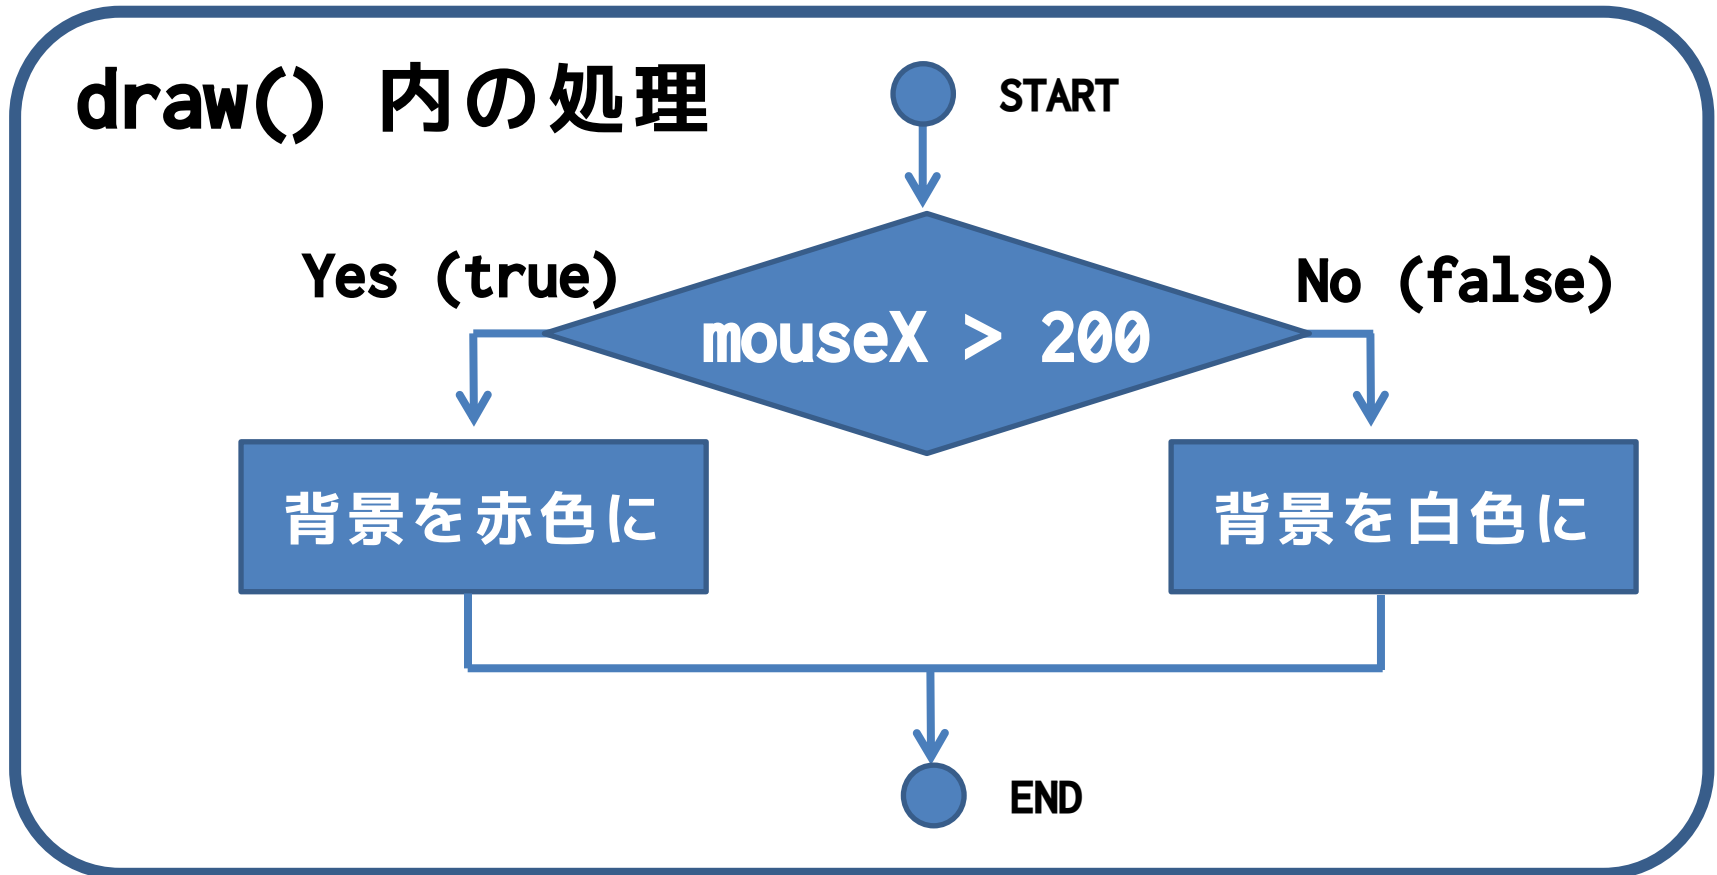 draw() 内の処理
START
Yes (true)
No (false)
mouseX > 200
背景を赤色に
背景を白色に
END